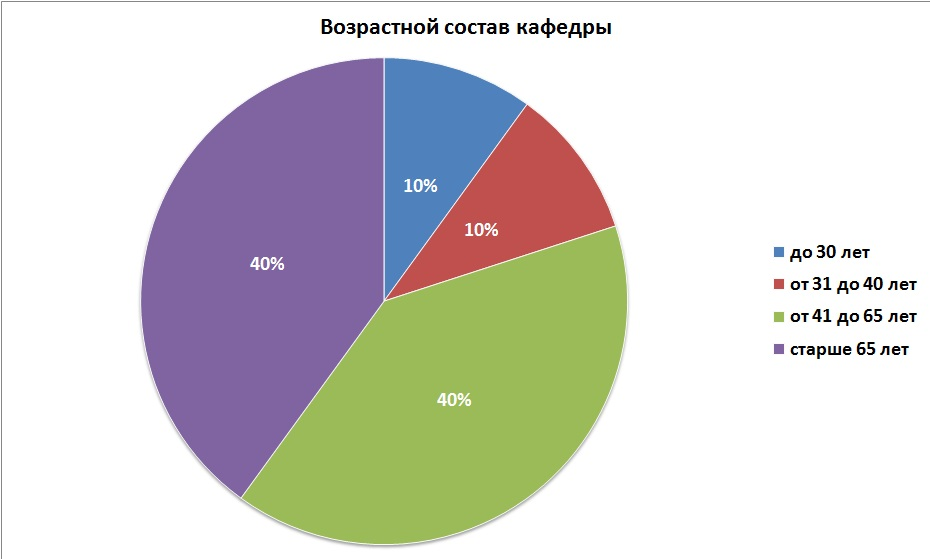 Возрастной состав кафедры
10%
10%
40%
40%
до 30 лет
от 31 до 40 лет
от 41 до 65 лет
старше 65 лет